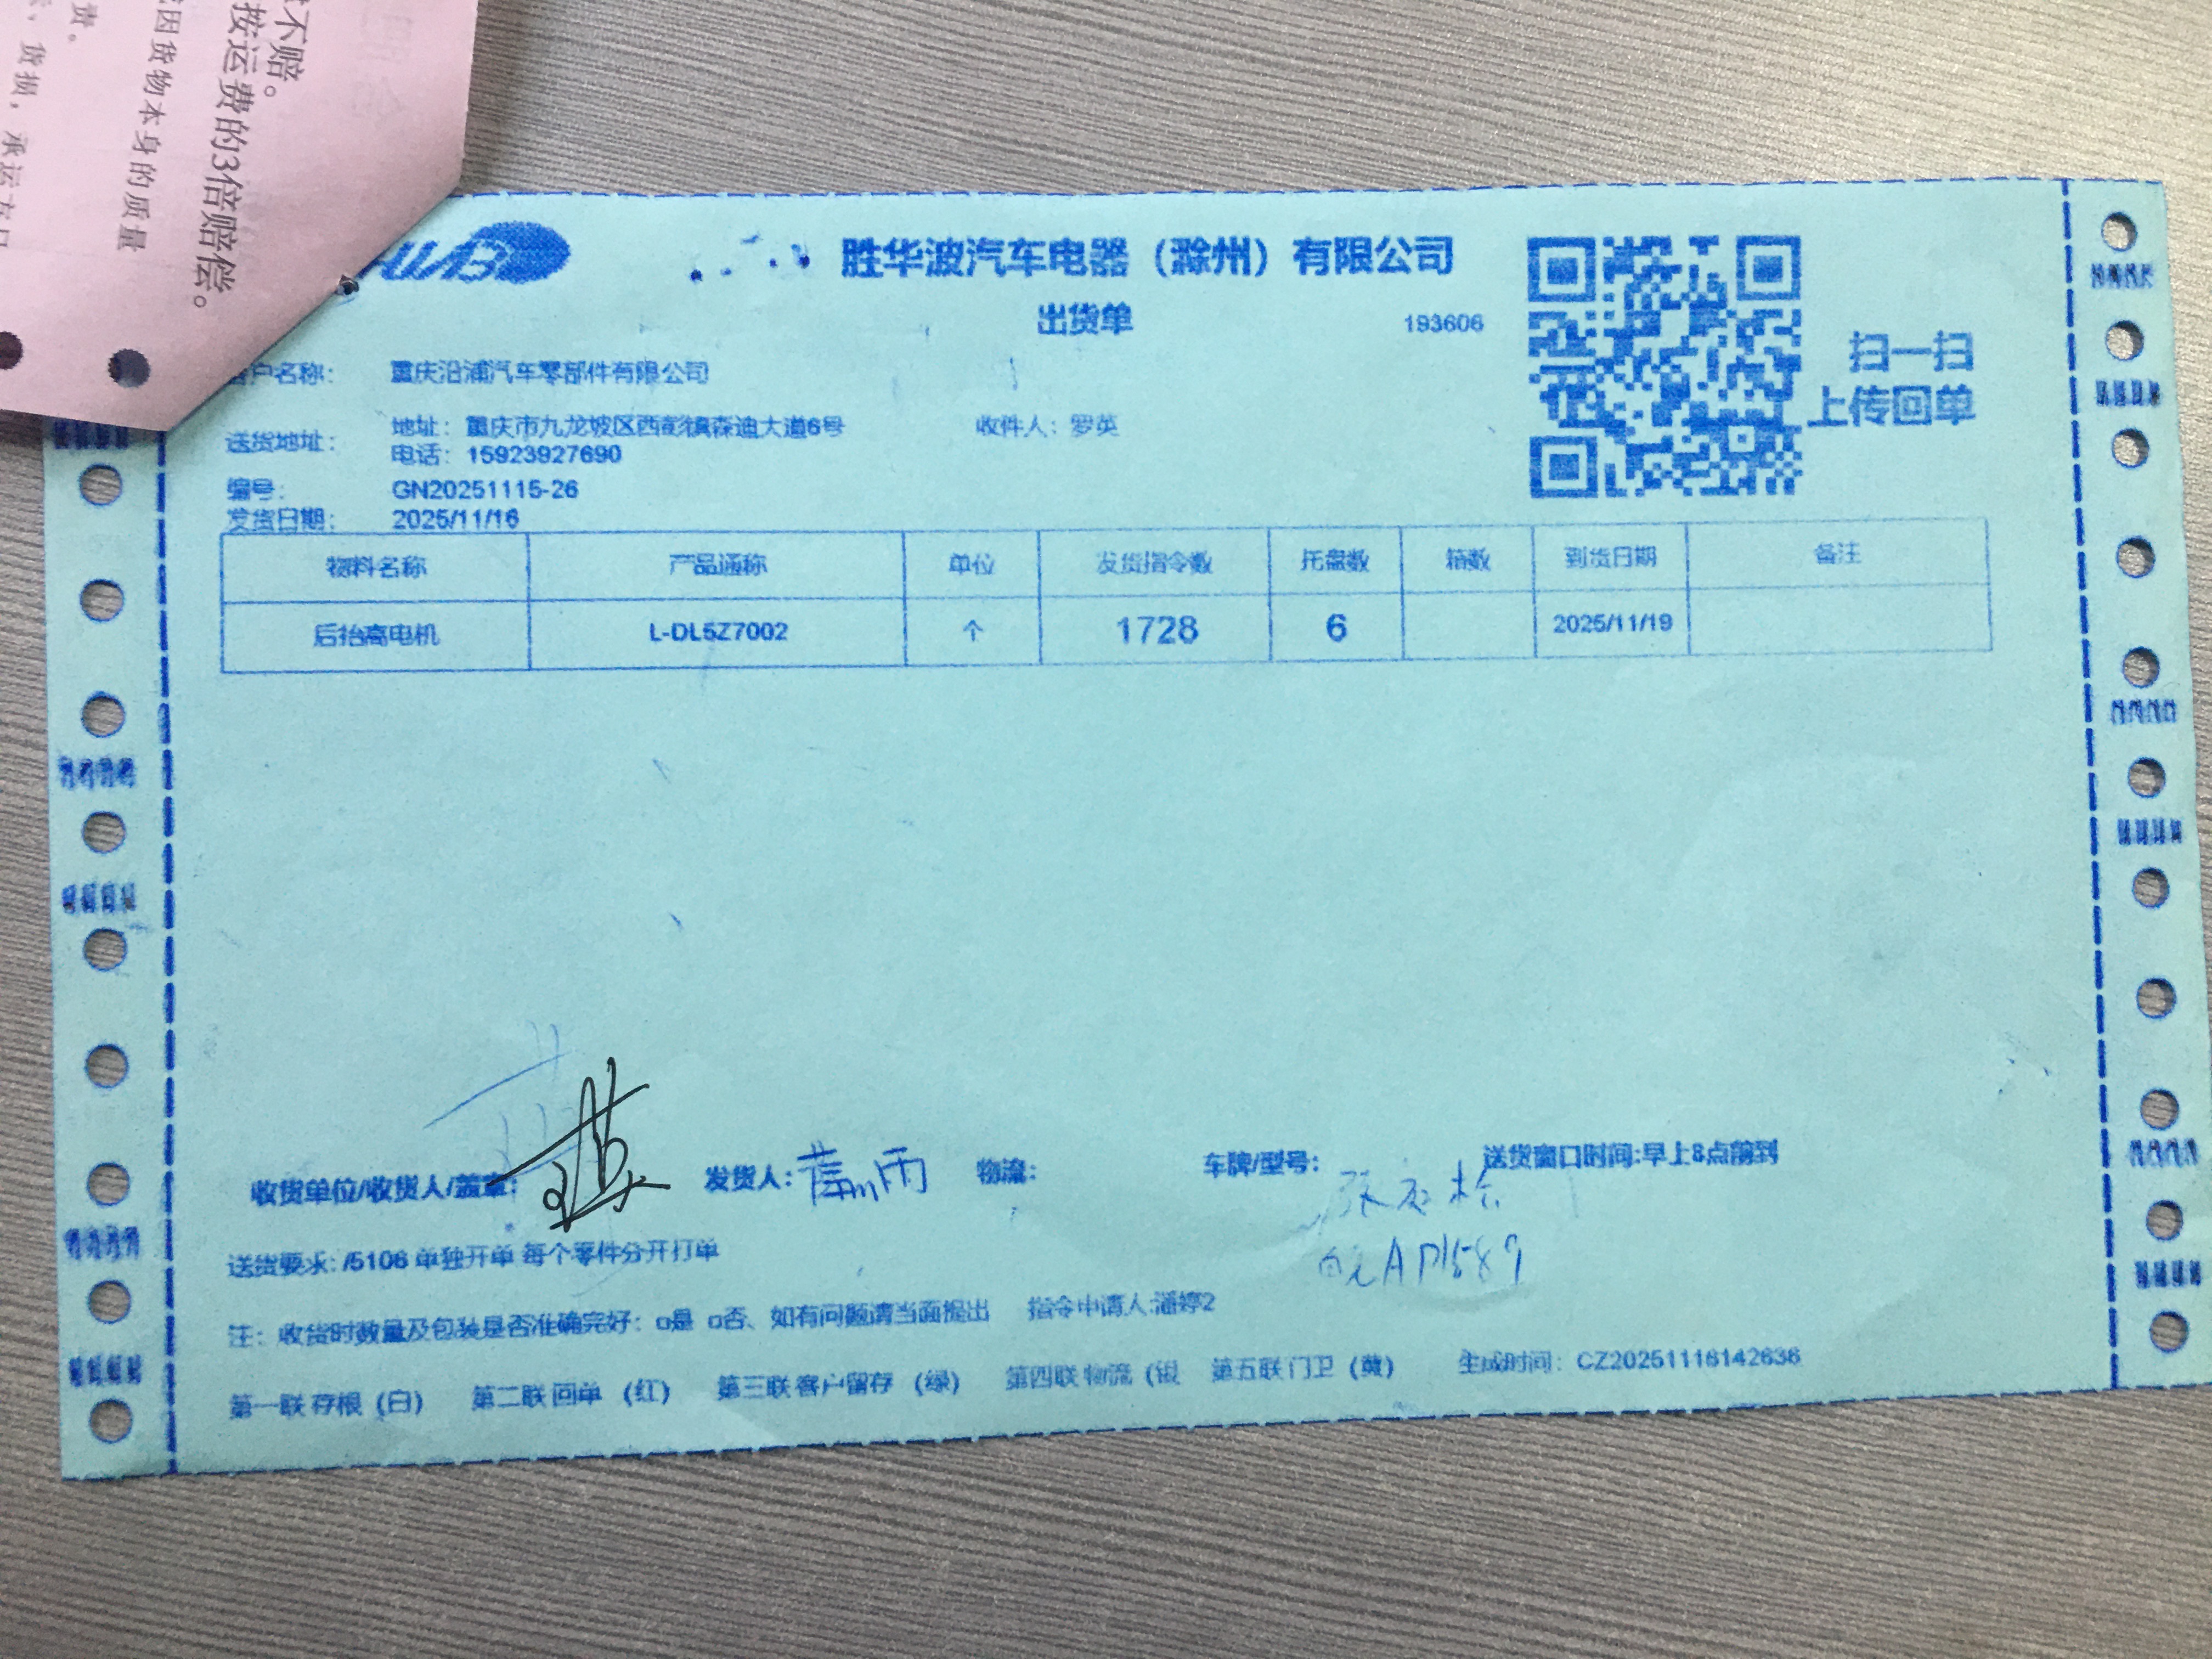 不赔。
按运费的3倍赔偿。
因货物本身的质量
费。
货损，承运方只
胜华波汽车电器（滁州）有限公司
出货单 193606
扫一扫
上传回单
客户名称： 重庆沿浦汽车零部件有限公司
送货地址： 地址：重庆市九龙坡区西彭镇森迪大道6号 收件人：罗英
电话：15923927690
编号： GN20251115-26
发货日期： 2025/11/16
物料名称 产品通称 单位 发货指令数 托盘数 箱数 到货日期 备注
后抬高电机 L-DL5Z7002 个 1728 6 2025/11/19
收货单位/收货人/盖章： 发货人： 雨 物流： 车牌/型号： 送货窗口时间:早上8点前到
皖AP1589
送货要求：/5106 单独开单 每个零件分开打单
注：收货时数量及包装是否准确完好：□是 □否、如有问题请当面提出 指令申请人:潘婷2
第一联存根（白） 第二联回单（红） 第三联客户留存（绿） 第四联物流（银 第五联门卫（黄） 生成时间：CZ20251116142636